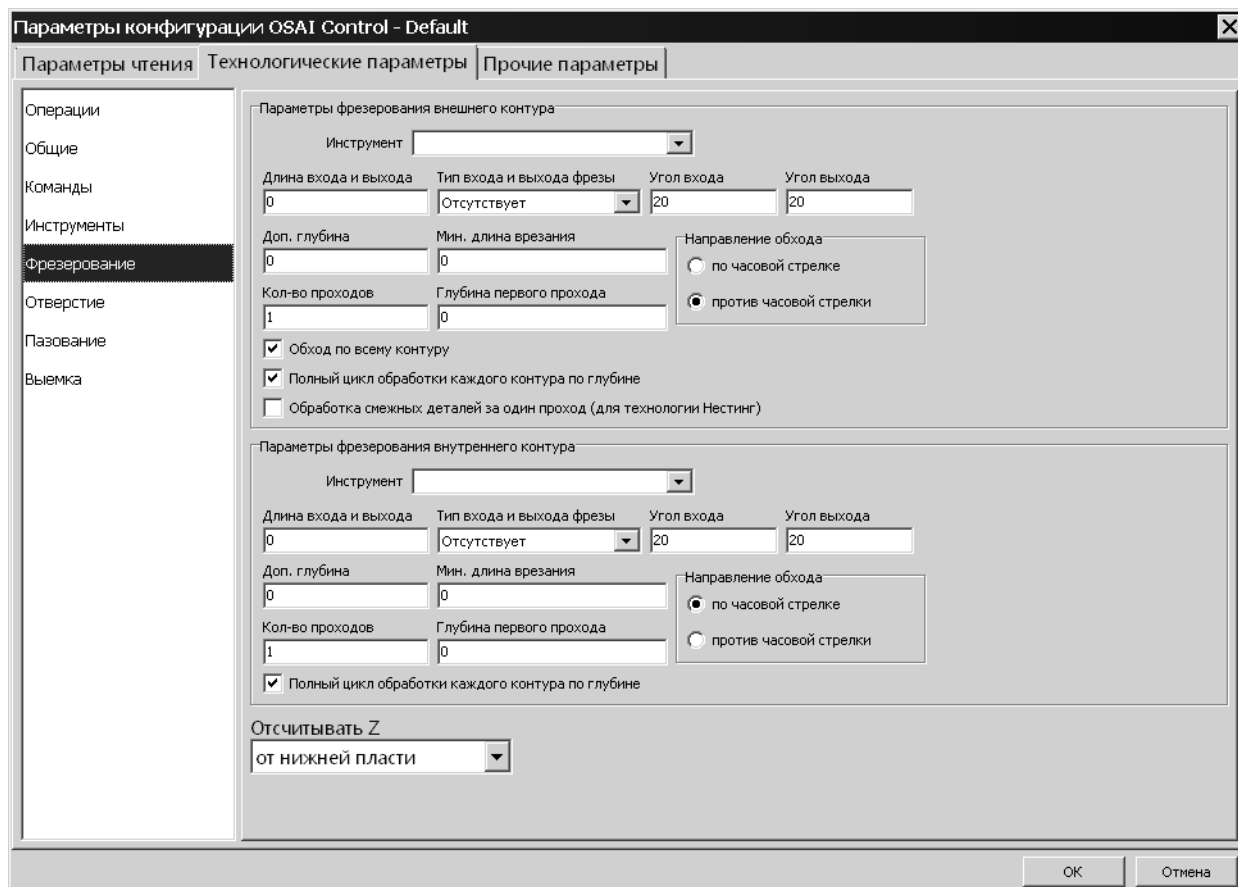 Параметры конфигурации OSAI Control - Default
Параметры чтения
Технологические параметры
Прочие параметры
Операции
Общие
Команды
Инструменты
Фрезерование
Отверстие
Пазование
Выемка
Параметры фрезерования внешнего контура
Инструмент
Длина входа и выхода
Тип входа и выхода фрезы
Угол входа
Угол выхода
0
Отсутствует
20
20
Доп. глубина
Мин. длина врезания
Направление обхода
0
0
по часовой стрелке
Кол-во проходов
Глубина первого прохода
против часовой стрелки
1
0
Обход по всему контуру
Полный цикл обработки каждого контура по глубине
Обработка смежных деталей за один проход (для технологии Нестинг)
Параметры фрезерования внутреннего контура
Инструмент
Длина входа и выхода
Тип входа и выхода фрезы
Угол входа
Угол выхода
0
Отсутствует
20
20
Доп. глубина
Мин. длина врезания
Направление обхода
0
0
по часовой стрелке
Кол-во проходов
Глубина первого прохода
против часовой стрелки
1
0
Полный цикл обработки каждого контура по глубине
Отсчитывать Z
от нижней пласти
ОК
Отмена